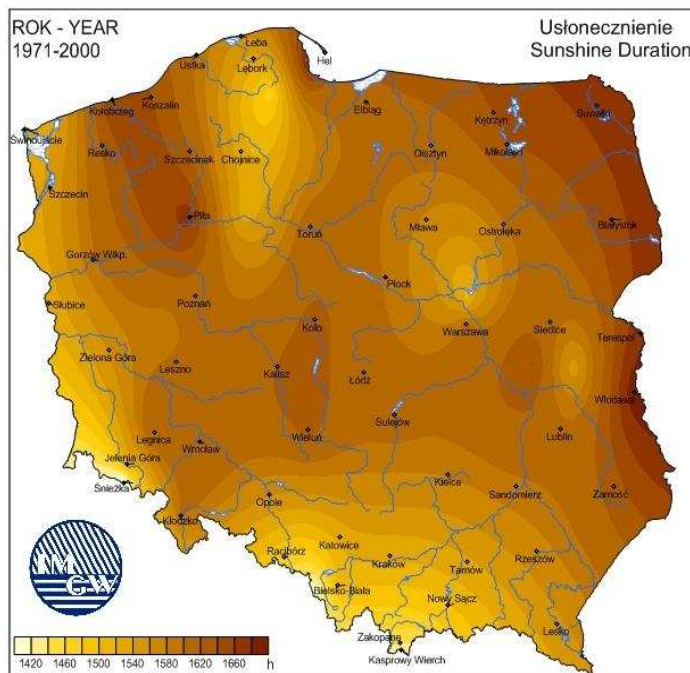 ROK - YEAR
1971-2000
Usłonecznienie
Sunshine Duration
Łeba
Hel
Ustka
Lębork
Koszalin
Kołobrzeg
Elbląg
Kętrzyn
Suwałki
Świnoujście
Resko
Szczecinek
Chojnice
Olsztyn
Mikołajki
Szczecin
Piła
Toruń
Mława
Ostrołęka
Białystok
Gorzów Wlkp.
Płock
Słubice
Poznań
Koło
Warszawa
Siedlce
Terespol
Zielona Góra
Leszno
Kalisz
Łódź
Włodawa
Sulejów
Legnica
Wrocław
Wieluń
Lublin
Jelenia Góra
Śnieżka
Opole
Kielce
Sandomierz
Zamość
Kłodzko
Racibórz
Katowice
Kraków
Tarnów
Rzeszów
Bielsko-Biała
Nowy Sącz
Lesko
Zakopane
Kasprowy Wierch
IM
GW
1420 1460 1500 1540 1580 1620 1660 h